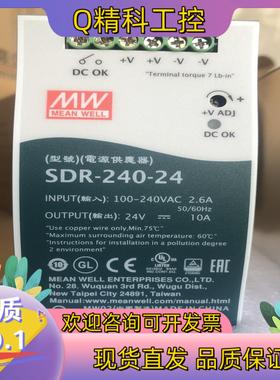 Q精科工控
DC OK
+V +V -V -V
"Terminal torque 7 Lb-in"
+V ADJ
DC OK
MW
MEAN WELL
(型號)(電源供應器)
SDR-240-24
INPUT(輸入): 100-240VAC 2.6A
50/60Hz
OUTPUT(輸出): 24V 10A
"Use copper wire only,Min,75℃"
"Maximum surrounding air temperature: 60℃"
"Instructions for installation in a pollution degree
2 environment"
MEAN WELL ENTERPRISES CO.,LTD.
No. 28, Wuquan 3rd Rd., Wugu Dist.,
New Taipei City 24891, Taiwan
Manual:www.meanwell.com/manual.html
欢迎咨询可开发票
现货直发 品质保证